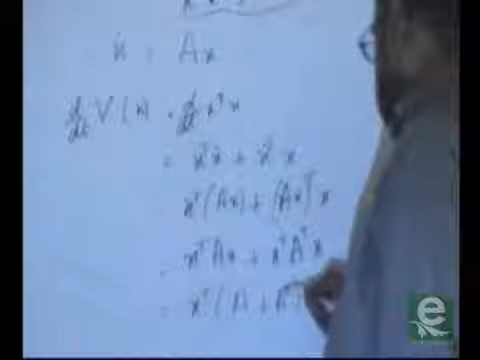 ẋ = Ax
d/dt V(x) = d/dt xᵀx
= xᵀẋ + ẋᵀx
xᵀ(Ax) + (Ax)ᵀx
= xᵀAx + xᵀAᵀx
= xᵀ(A + Aᵀ
e